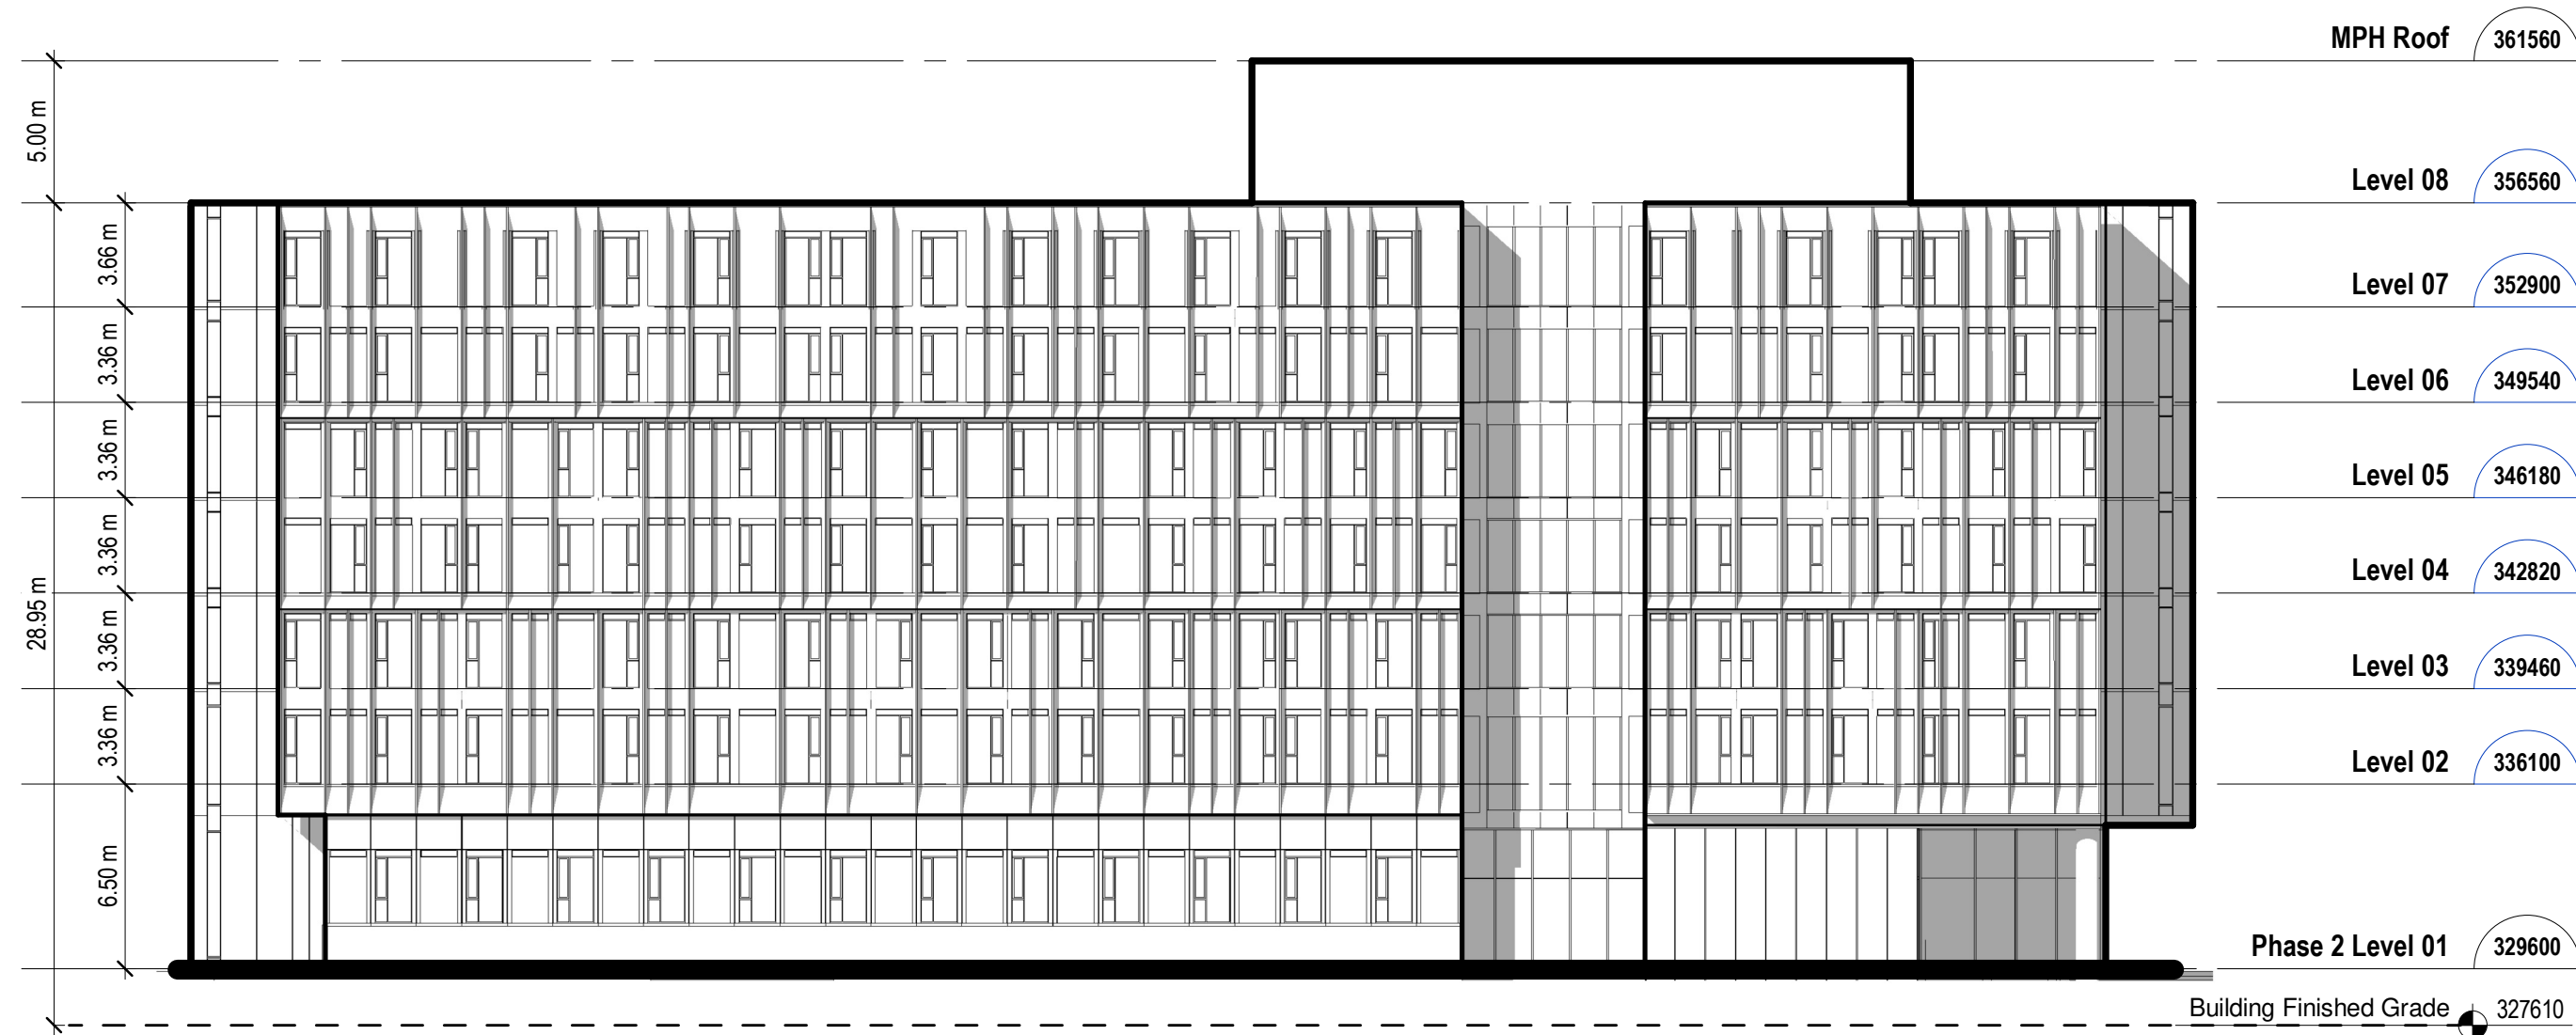 MPH Roof 361560
5.00 m
Level 08 356560
3.66 m
Level 07 352900
3.36 m
Level 06 349540
3.36 m
Level 05 346180
3.36 m
Level 04 342820
28.95 m
3.36 m
Level 03 339460
3.36 m
Level 02 336100
6.50 m
Phase 2 Level 01 329600
Building Finished Grade 327610